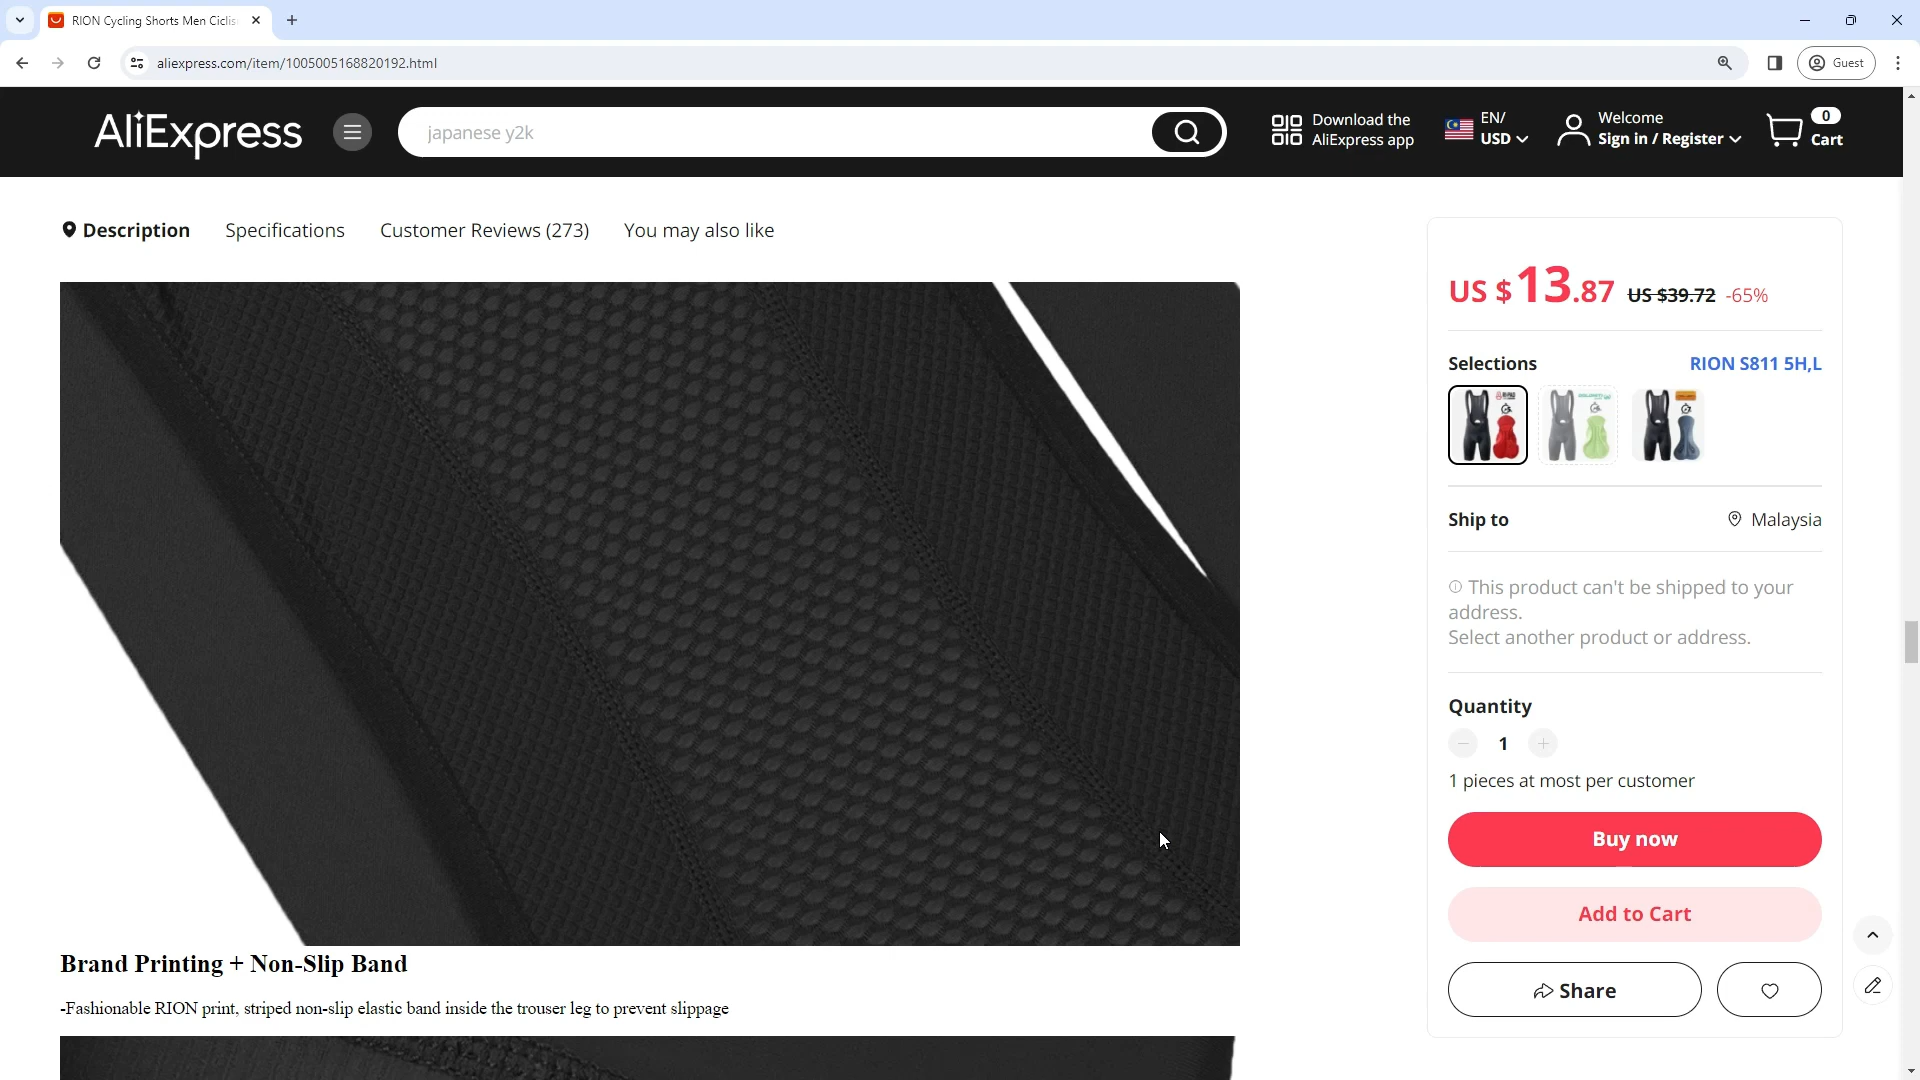 RION Cycling Shorts Men Ciclis
aliexpress.com/item/1005005168820192.html
Guest
AliExpress
japanese y2k
Download the
AliExpress app
EN/
USD
Welcome
Sign in / Register
0
Cart
Description
Specifications
Customer Reviews (273)
You may also like
US $13.87 US $39.72 -65%
Selections
RION S811 5H,L
Ship to
Malaysia
This product can't be shipped to your
address.
Select another product or address.
Quantity
1
1 pieces at most per customer
Buy now
Add to Cart
Share
Brand Printing + Non-Slip Band
-Fashionable RION print, striped non-slip elastic band inside the trouser leg to prevent slippage